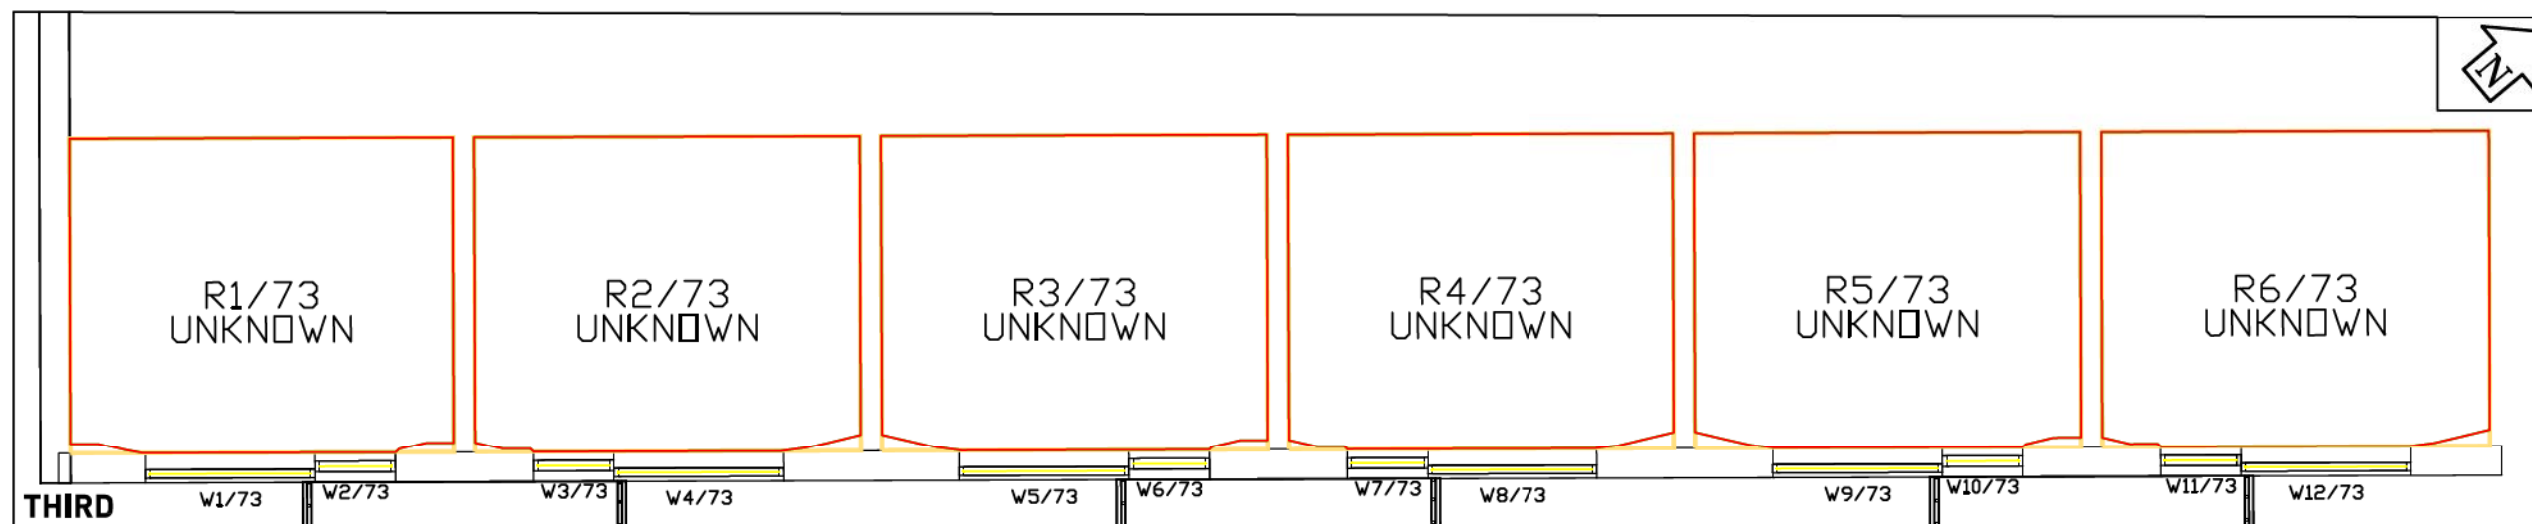 N
R1/73
UNKNOWN
R2/73
UNKNOWN
R3/73
UNKNOWN
R4/73
UNKNOWN
R5/73
UNKNOWN
R6/73
UNKNOWN
THIRD
W1/73
W2/73
W3/73
W4/73
W5/73
W6/73
W7/73
W8/73
W9/73
W10/73
W11/73
W12/73